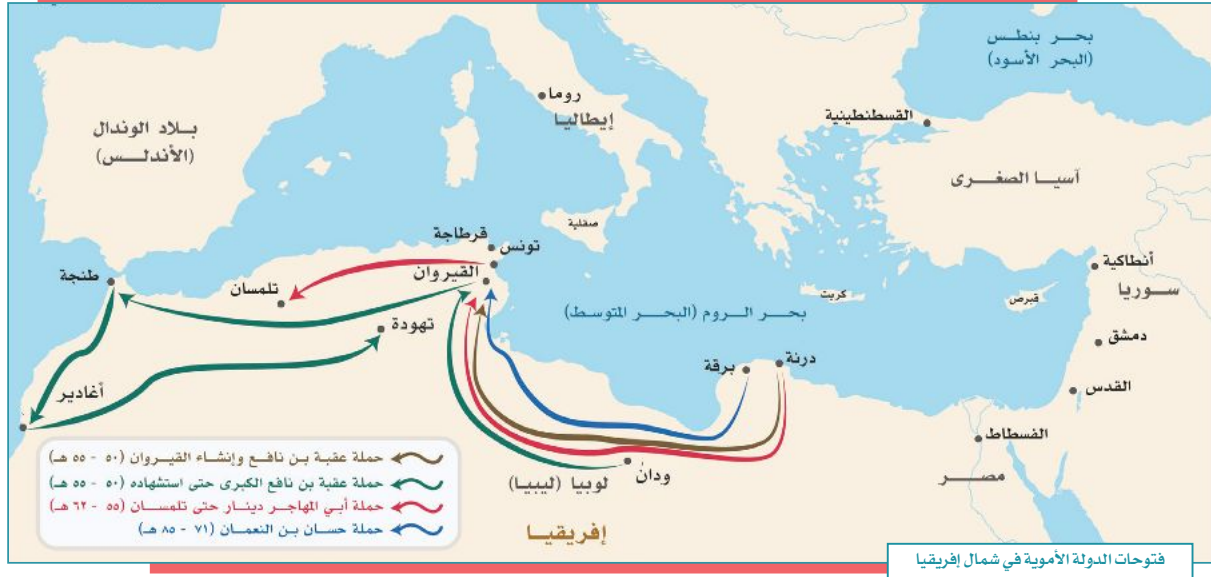 بحر بنطس
(البحر الأسود)
روما
إيطاليا
القسطنطينية
بلاد الوندال
(الأندلس)
آسيا الصغرى
صقلية
قرطاجة
تونس
القيروان
أنطاكية
سوريا
طنجة
تلمسان
كريت
قبرص
بحر الروم (البحر المتوسط)
تهودة
دمشق
درنة
برقة
القدس
أغادير
الفسطاط
مصر
ودان
لوبيا (ليبيا)
إفريقيا
حملة عقبة بن نافع وإنشاء القيروان (٥٠ - ٥٥ هـ)
حملة عقبة بن نافع الكبرى حتى استشهاده (٥٠ - ٥٥ هـ)
حملة أبي المهاجر دينار حتى تلمسان (٥٥ - ٦٢ هـ)
حملة حسان بن النعمان (٧١ - ٨٥ هـ)
فتوحات الدولة الأموية في شمال إفريقيا